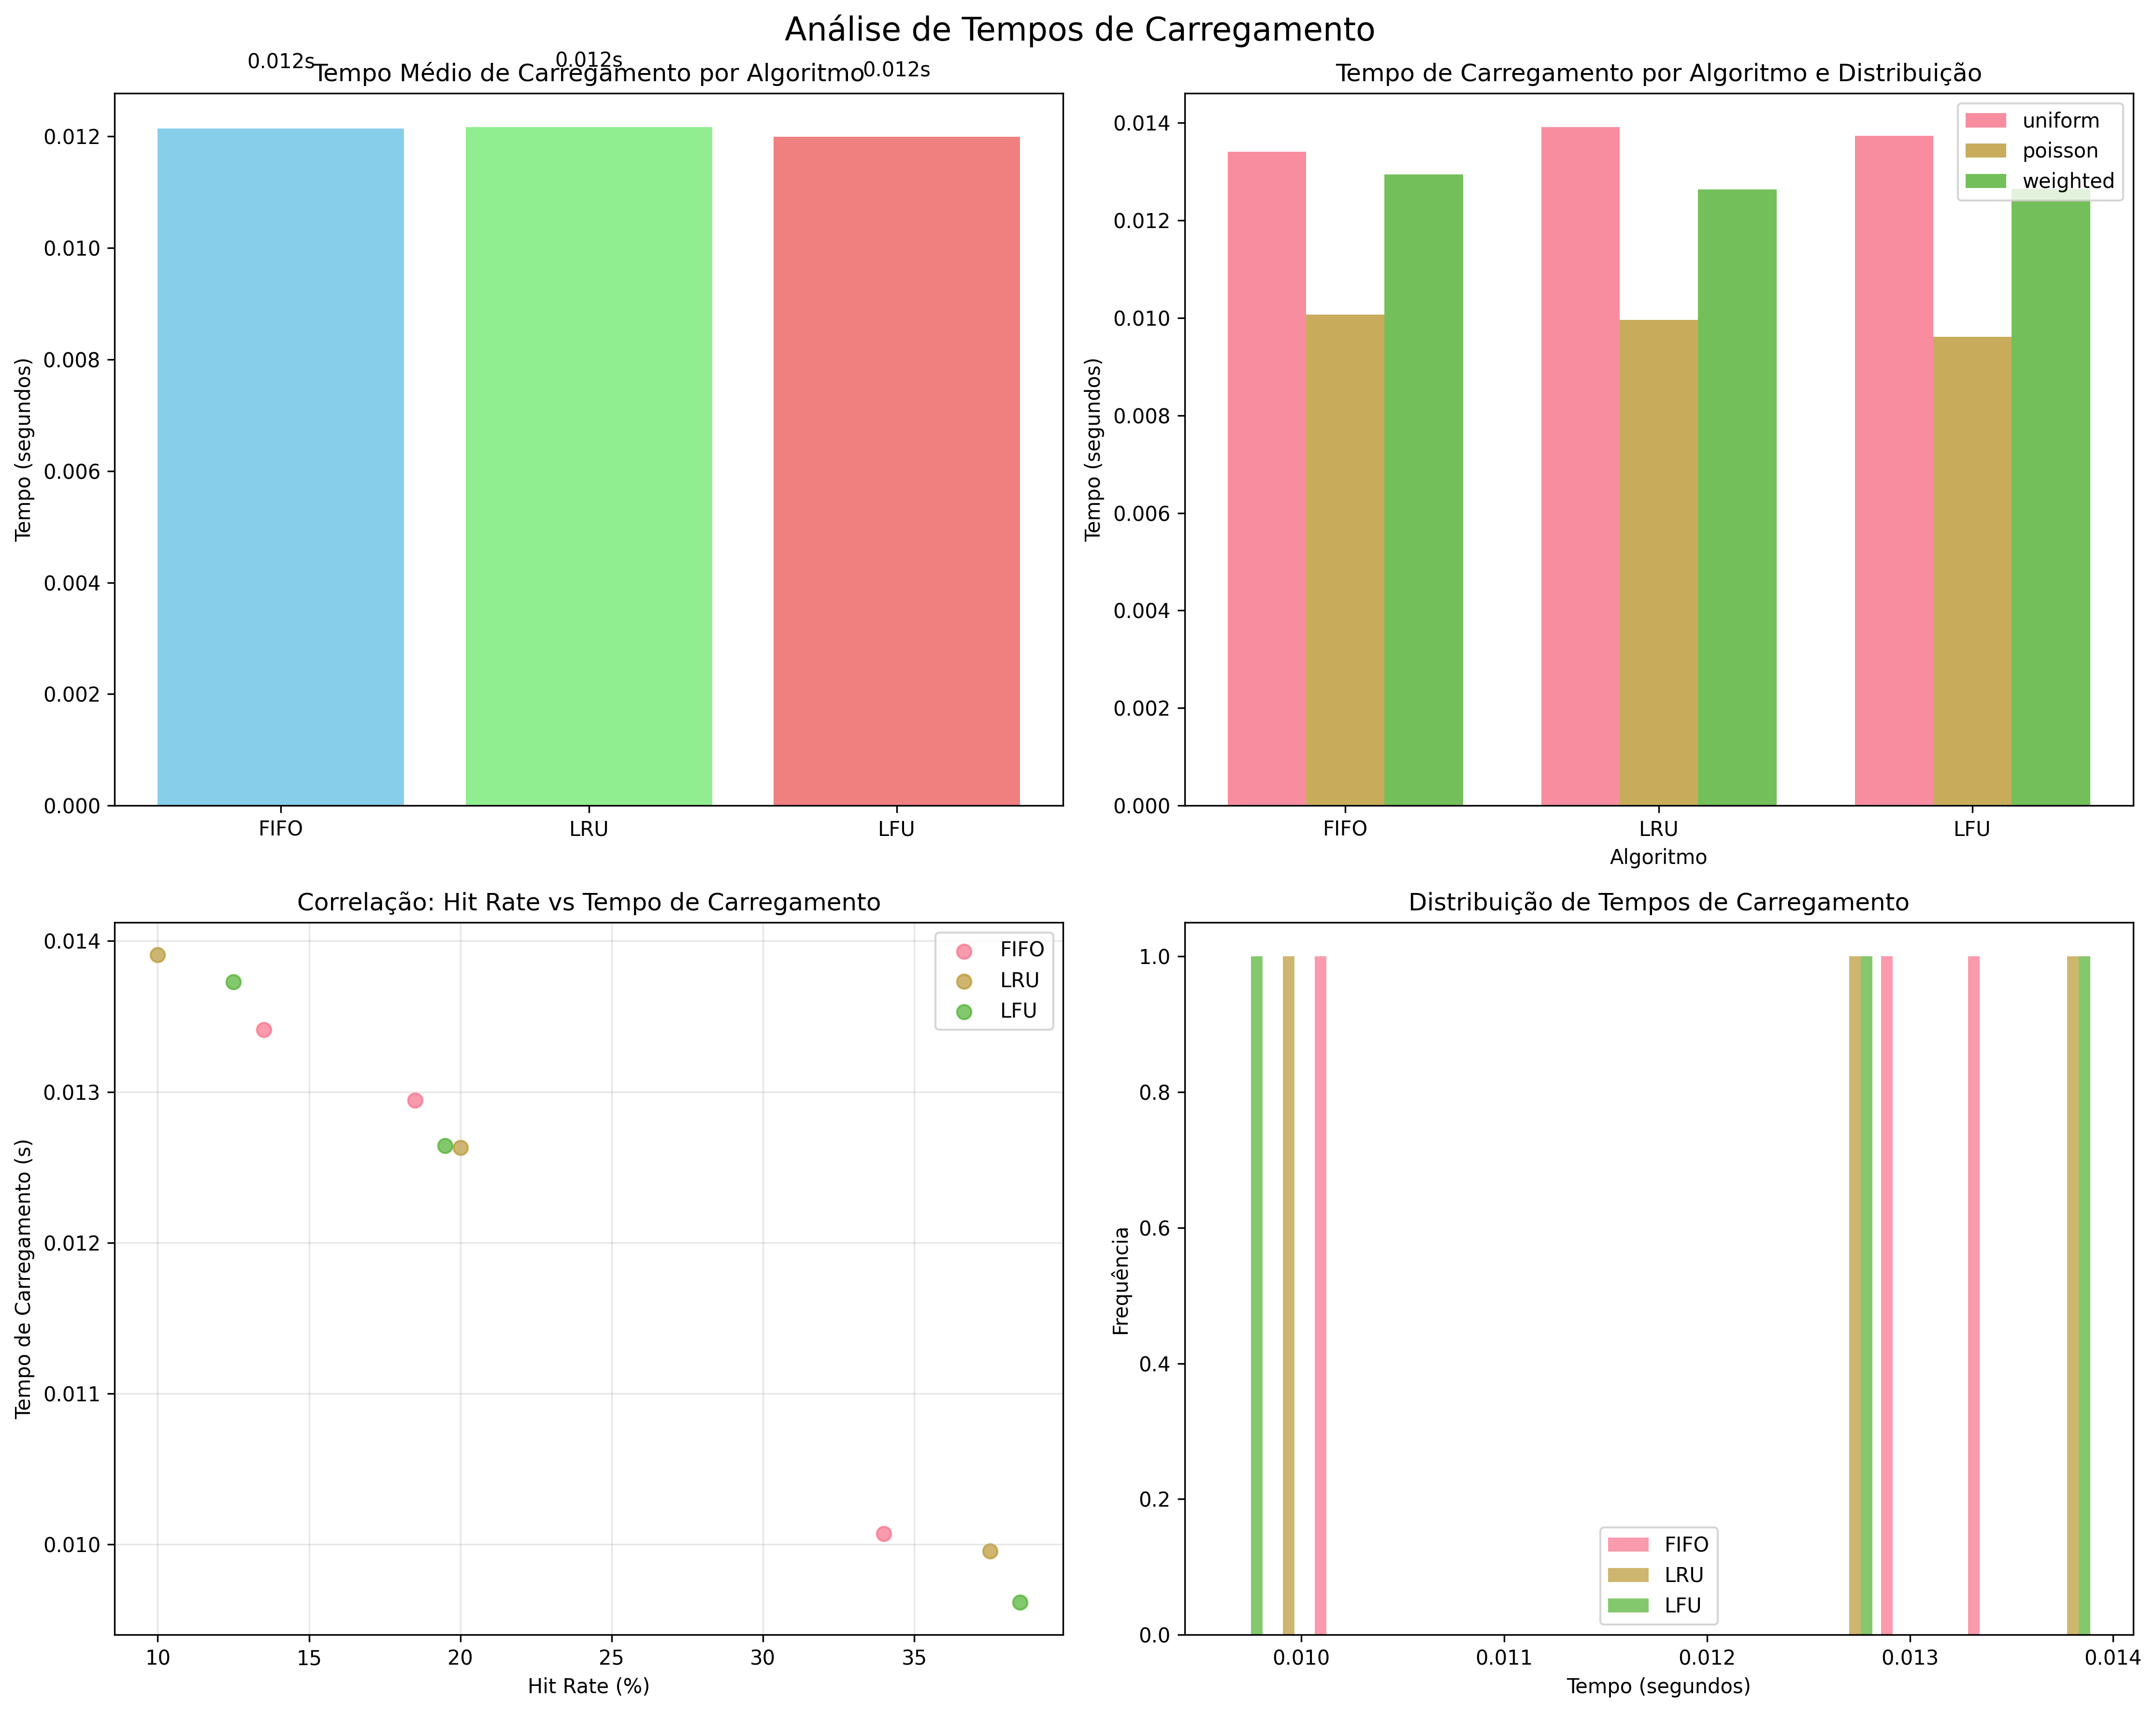 Análise de Tempos de Carregamento
Tempo Médio de Carregamento por Algoritmo
0.012s
0.012s
0.012s
Tempo (segundos)
0.012
0.010
0.008
0.006
0.004
0.002
0.000
FIFO
LRU
LFU
Tempo de Carregamento por Algoritmo e Distribuição
uniform
poisson
weighted
Tempo (segundos)
0.014
0.012
0.010
0.008
0.006
0.004
0.002
0.000
FIFO
LRU
LFU
Algoritmo
Correlação: Hit Rate vs Tempo de Carregamento
FIFO
LRU
LFU
Tempo de Carregamento (s)
0.014
0.013
0.012
0.011
0.010
10
15
20
25
30
35
Hit Rate (%)
Distribuição de Tempos de Carregamento
Frequência
1.0
0.8
0.6
0.4
0.2
0.0
FIFO
LRU
LFU
0.010
0.011
0.012
0.013
0.014
Tempo (segundos)